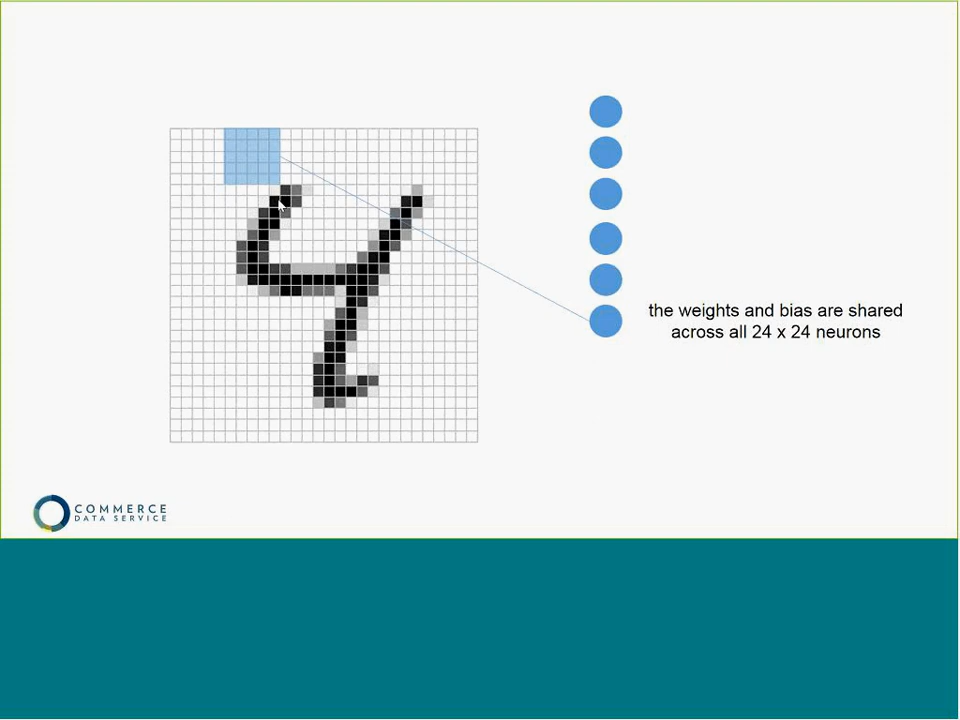 the weights and bias are shared
across all 24 x 24 neurons
COMMERCE
DATA SERVICE